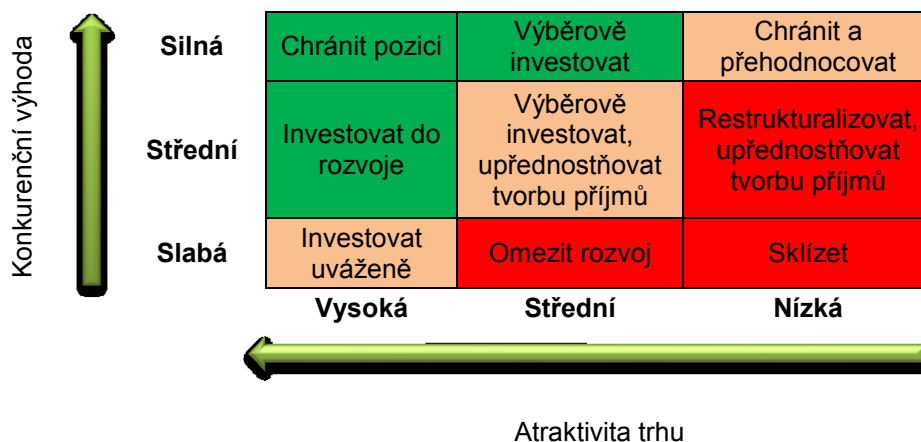 Konkurenční výhoda
Silná
Chránit pozici
Výběrově
investovat
Chránit a
přehodnocovat
Střední
Investovat do
rozvoje
Výběrově
investovat,
upřednostňovat
tvorbu příjmů
Restrukturalizovat,
upřednostňovat
tvorbu příjmů
Slabá
Investovat
uváženě
Omezit rozvoj
Sklízet
Vysoká
Střední
Nízká
Atraktivita trhu